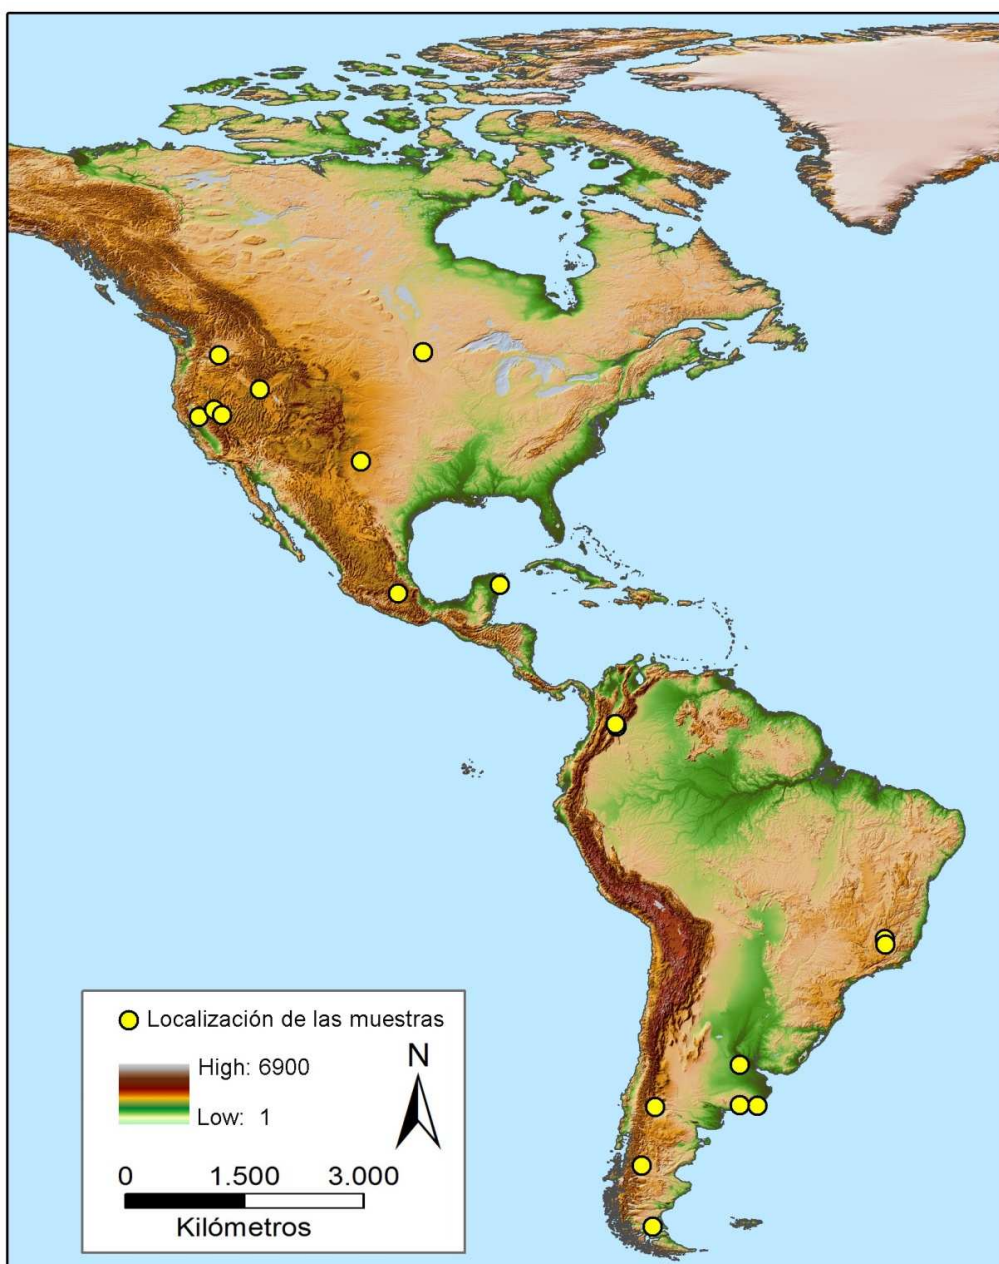 Localización de las muestras
High: 6900
Low: 1
N
0 1.500 3.000
Kilómetros